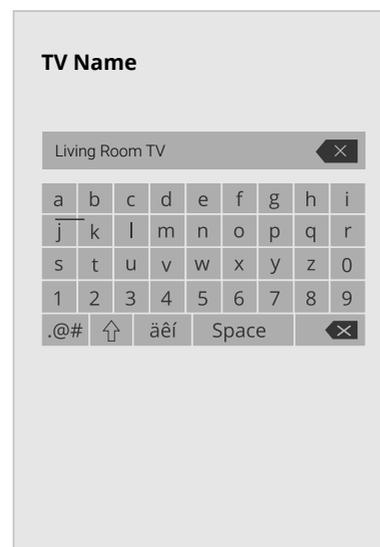 TV Name
Living Room TV
a b c d e f g h i
j k l m n o p q r
s t u v w x y z 0
1 2 3 4 5 6 7 8 9
.@# äêí Space